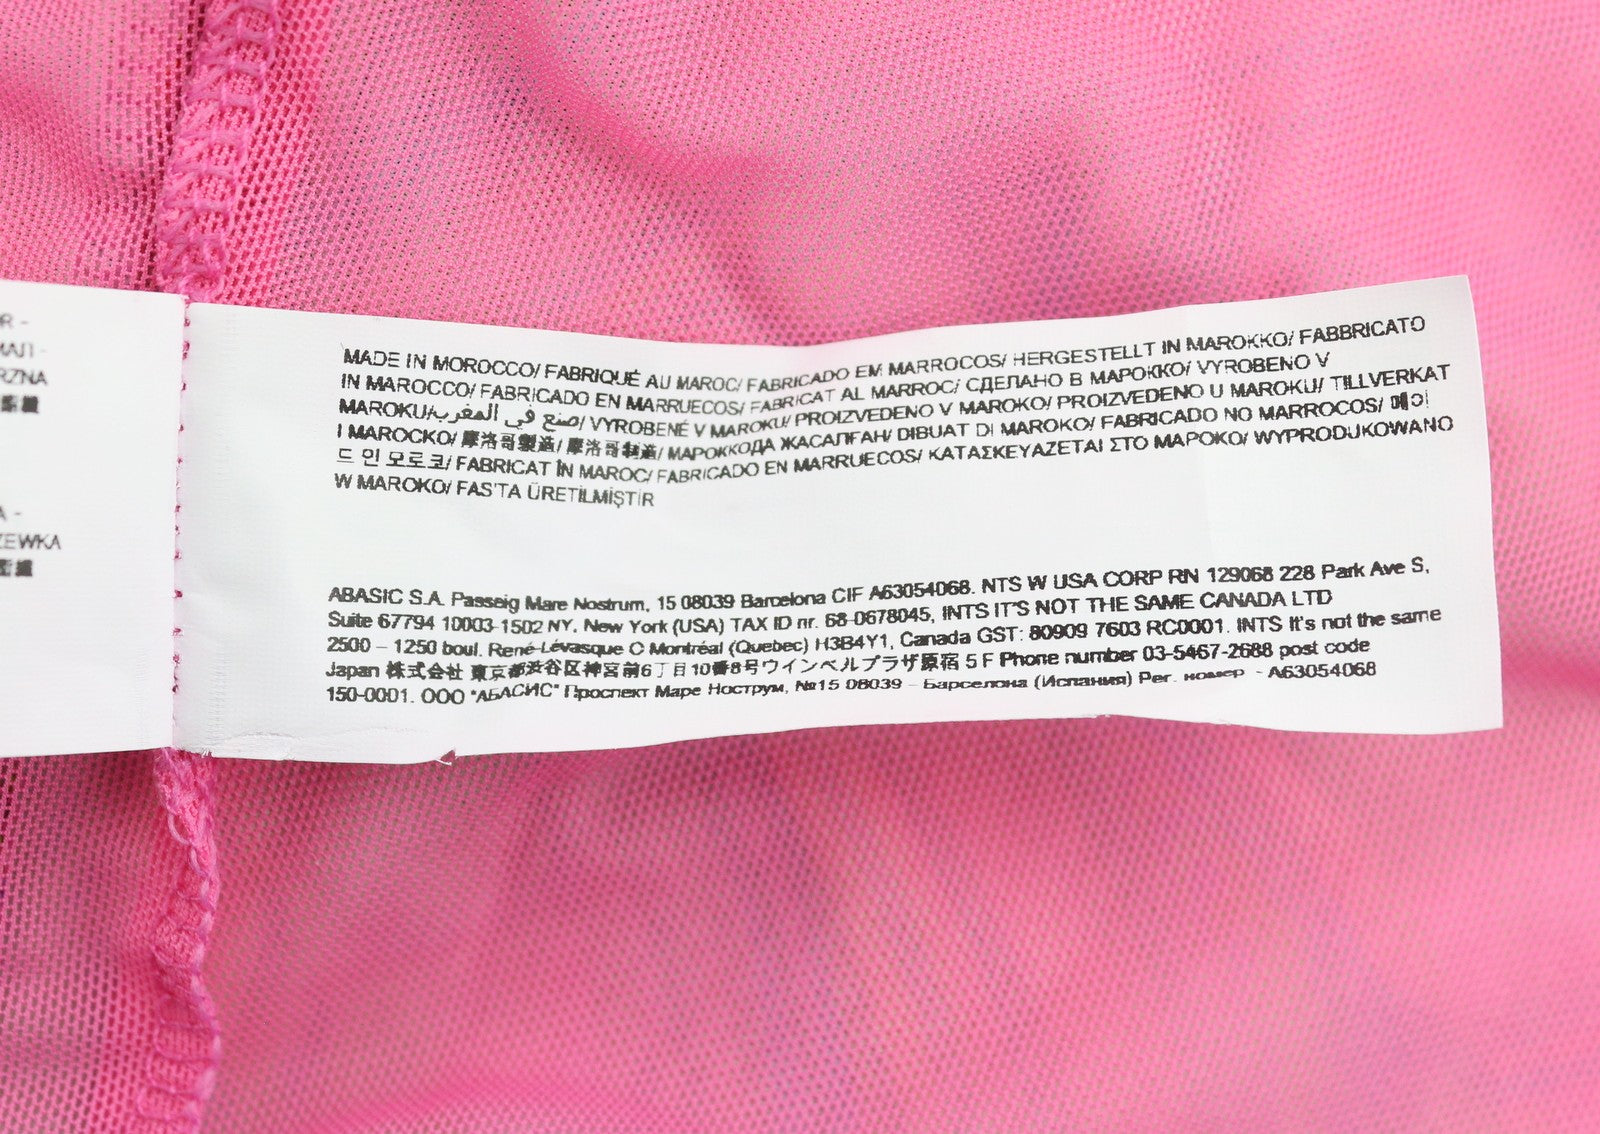 R -
RZNA
A -
ZEWKA
MADE IN MOROCCO/ FABRIQUÉ AU MAROC/ FABRICADO EM MARROCOS/ HERGESTELLT IN MAROKKO/ FABBRICATO
IN MAROCCO/ FABRICADO EN MARRUECOS/ FABRICAT AL MARROC/ СДЕЛАНО В МАРОККО/ VYROBENO V
MAROKU/صنع في المغرب/ VYROBENÉ V MAROKU/ PROIZVEDENO V MAROKO/ PROIZVEDENO U MAROKU/ TILLVERKAT
I MAROCKO/ 摩洛哥製造/ 摩洛哥制造/ МАРОККОДА ЖАСАЛҒАН/ DIBUAT DI MAROKO/ FABRICADO NO MARROCOS/ 메이
드 인 모로코/ FABRICAT ÎN MAROC/ FABRICADO EN MARRUECOS/ ΚΑΤΑΣΚΕΥΑΖΕΤΑΙ ΣΤΟ ΜΑΡΟΚΟ/ WYPRODUKOWANO
W MAROKO/ FAS'TA ÜRETİLMİŞTİR
ABASIC S.A. Passeig Mare Nostrum, 15 08039 Barcelona CIF A63054068. NTS W USA CORP RN 129068 228 Park Ave S,
Suite 67794 10003-1502 NY, New York (USA) TAX ID nr. 68-0678045, INTS IT'S NOT THE SAME CANADA LTD
2500 – 1250 boul. René-Lévasque O Montréal (Quebec) H3B4Y1, Canada GST: 80909 7603 RC0001. INTS It's not the same
Japan 株式会社 東京都渋谷区神宮前6丁目10番8号ウインベルプラザ原宿 5 F Phone number 03-5467-2688 post code
150-0001. ООО "АБАСИС" Проспект Маре Нострум, №15 08039 – Барселона (Испания) Рег. номер - A63054068